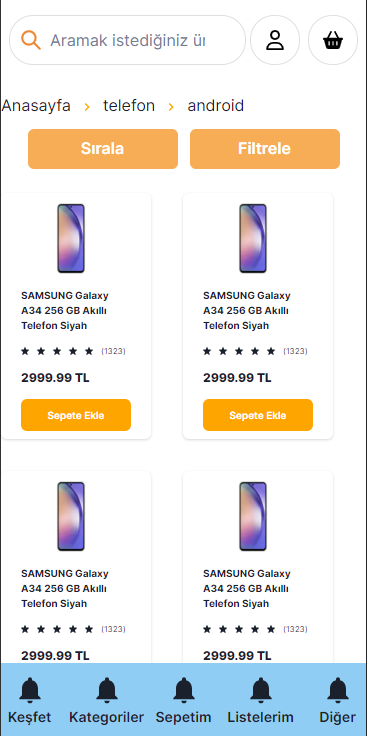 Aramak istediğiniz ür
Anasayfa > telefon > android
Sırala Filtrele
SAMSUNG Galaxy
A34 256 GB Akıllı
Telefon Siyah
(1323)
2999.99 TL
Sepete Ekle
SAMSUNG Galaxy
A34 256 GB Akıllı
Telefon Siyah
(1323)
2999.99 TL
Sepete Ekle
SAMSUNG Galaxy
A34 256 GB Akıllı
Telefon Siyah
(1323)
2999.99 TL
SAMSUNG Galaxy
A34 256 GB Akıllı
Telefon Siyah
(1323)
2999.99 TL
Keşfet Kategoriler Sepetim Listelerim Diğer